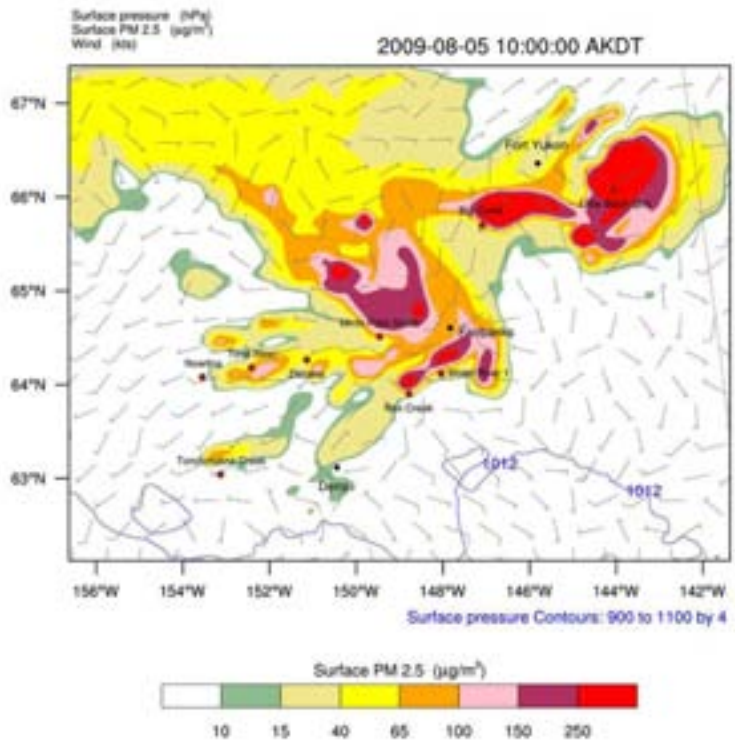 Surface pressure (hPa)
Surface PM 2.5 (μg/m³)
Wind (kts)
2009-08-05 10:00:00 AKDT
67°N
66°N
65°N
64°N
63°N
Fort Yukon
Fairbanks
Rex Creek
Denali
1012
1012
156°W
154°W
152°W
150°W
148°W
146°W
144°W
142°W
Surface pressure Contours: 900 to 1100 by 4
Surface PM 2.5 (μg/m³)
10
15
40
65
100
150
250